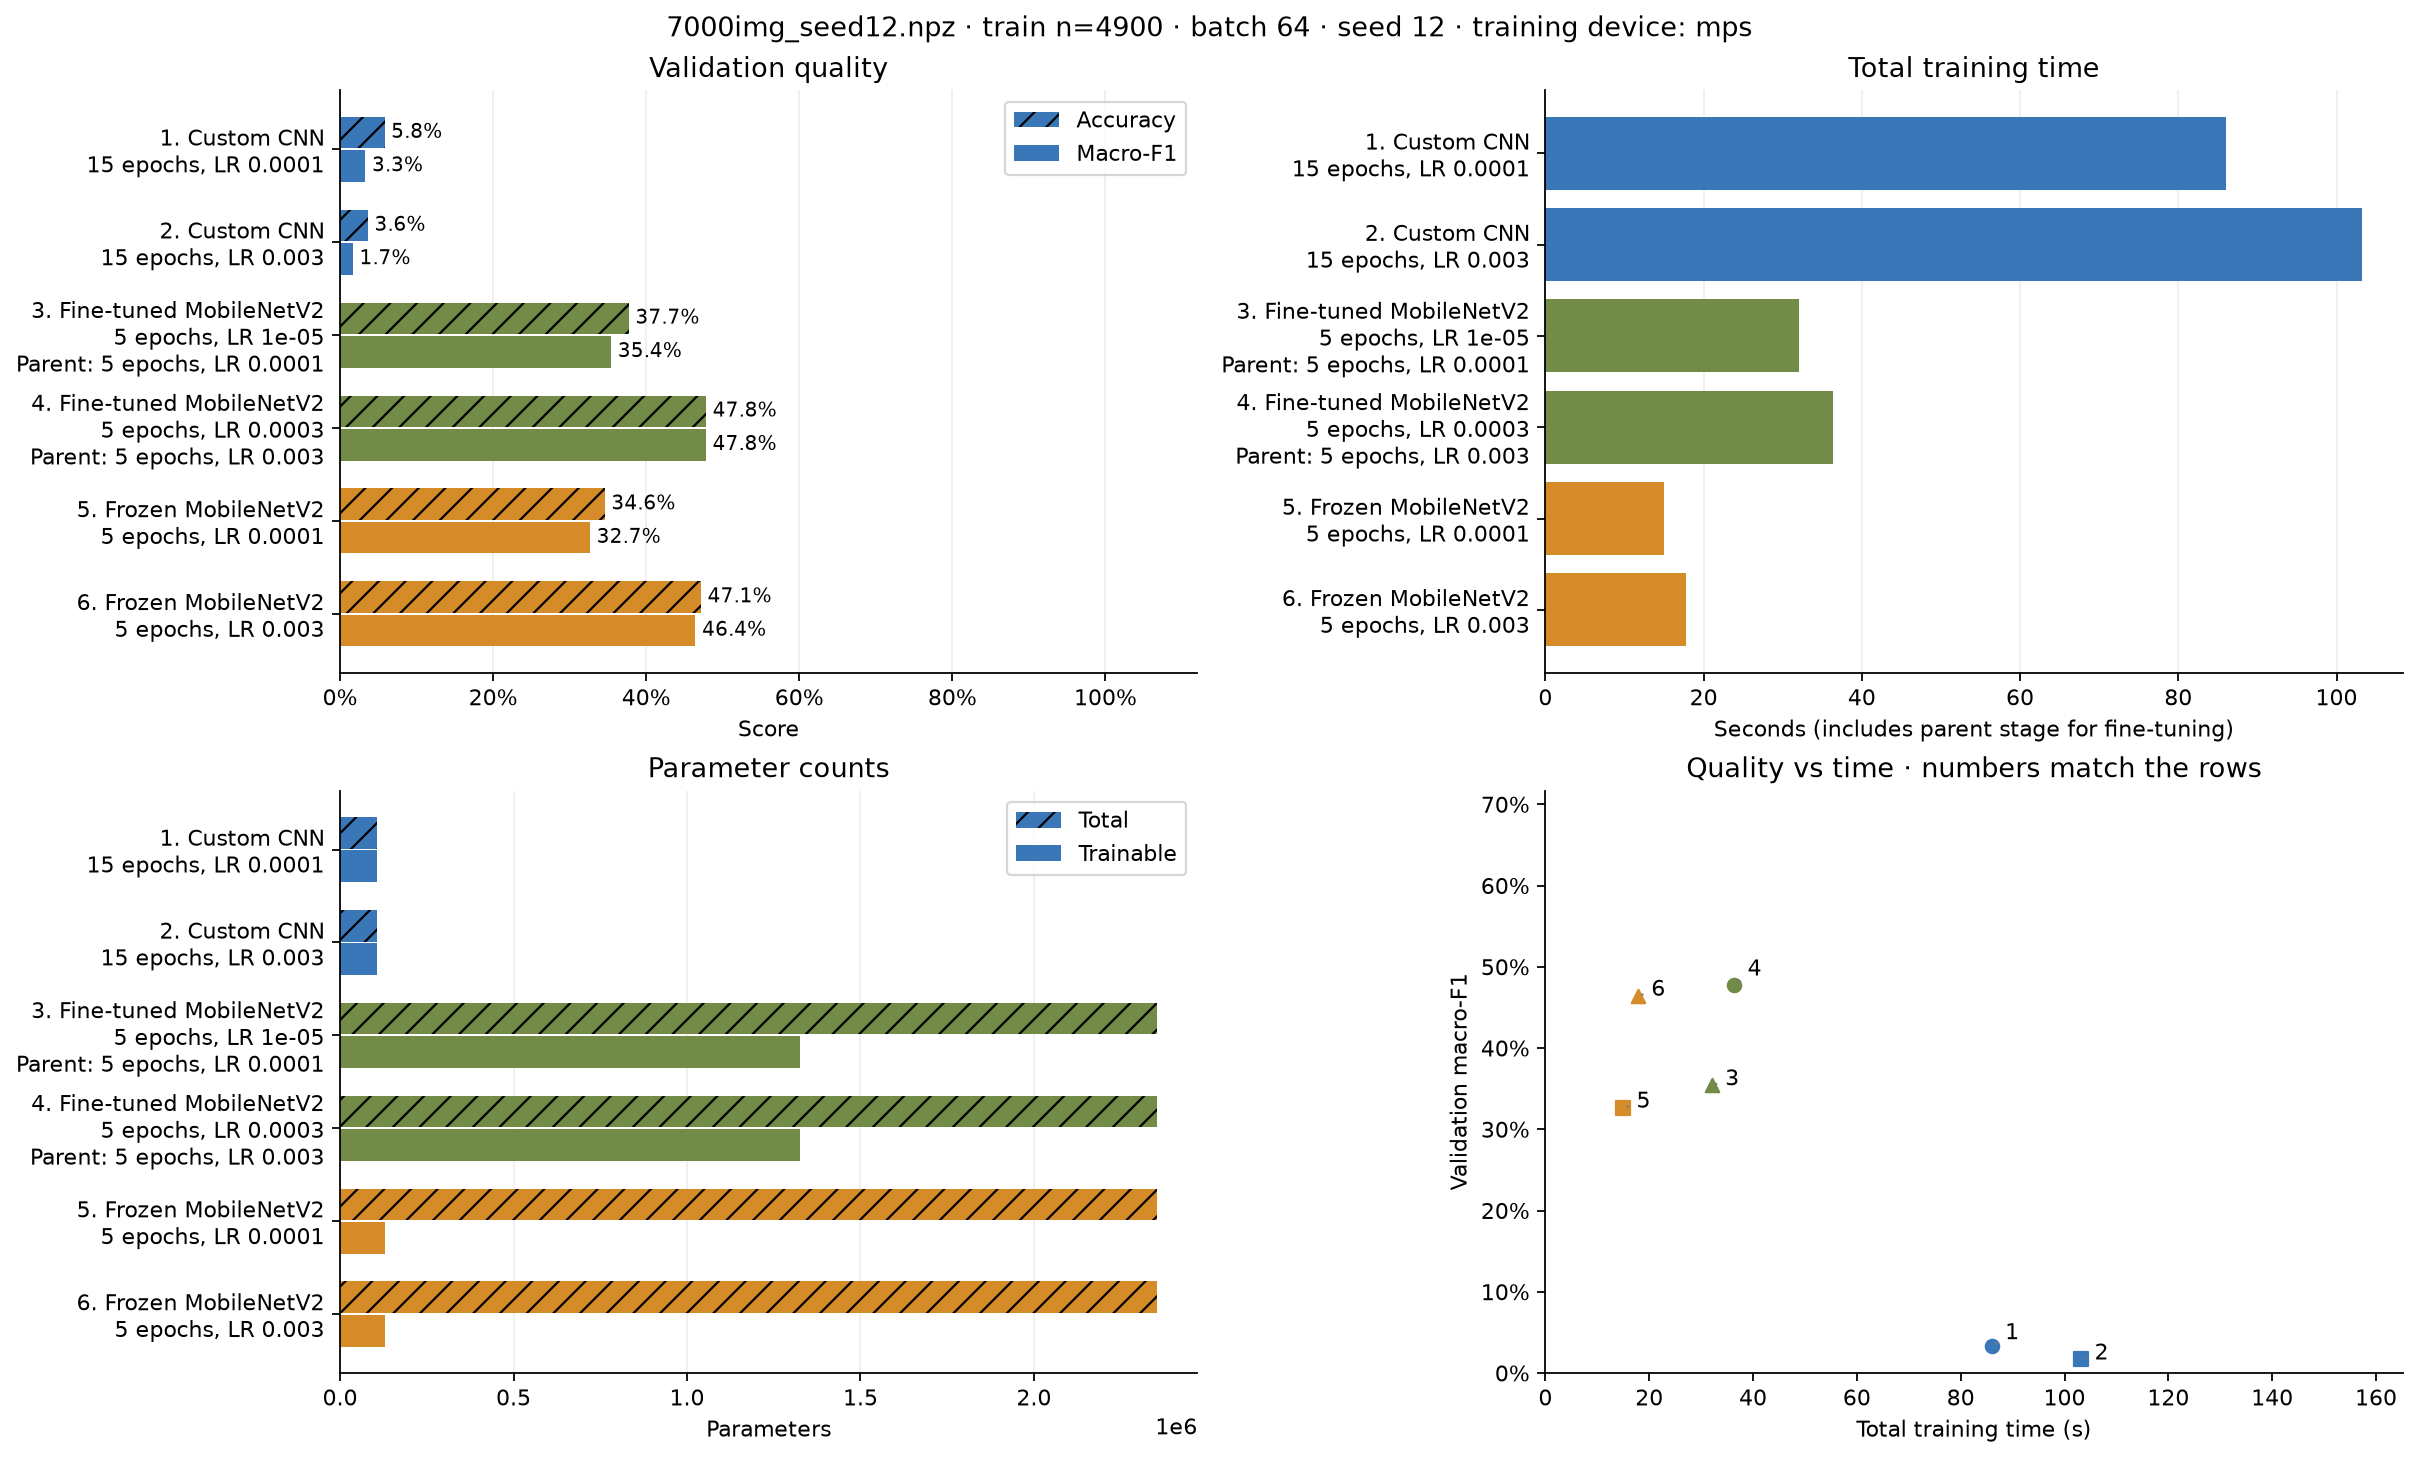 7000img_seed12.npz · train n=4900 · batch 64 · seed 12 · training device: mps
Validation quality
1. Custom CNN
15 epochs, LR 0.0001
2. Custom CNN
15 epochs, LR 0.003
3. Fine-tuned MobileNetV2
5 epochs, LR 1e-05
Parent: 5 epochs, LR 0.0001
4. Fine-tuned MobileNetV2
5 epochs, LR 0.0003
Parent: 5 epochs, LR 0.003
5. Frozen MobileNetV2
5 epochs, LR 0.0001
6. Frozen MobileNetV2
5 epochs, LR 0.003
5.8%
3.3%
3.6%
1.7%
37.7%
35.4%
47.8%
47.8%
34.6%
32.7%
47.1%
46.4%
Accuracy
Macro-F1
0% 20% 40% 60% 80% 100%
Score
Total training time
1. Custom CNN
15 epochs, LR 0.0001
2. Custom CNN
15 epochs, LR 0.003
3. Fine-tuned MobileNetV2
5 epochs, LR 1e-05
Parent: 5 epochs, LR 0.0001
4. Fine-tuned MobileNetV2
5 epochs, LR 0.0003
Parent: 5 epochs, LR 0.003
5. Frozen MobileNetV2
5 epochs, LR 0.0001
6. Frozen MobileNetV2
5 epochs, LR 0.003
0 20 40 60 80 100
Seconds (includes parent stage for fine-tuning)
Parameter counts
1. Custom CNN
15 epochs, LR 0.0001
2. Custom CNN
15 epochs, LR 0.003
3. Fine-tuned MobileNetV2
5 epochs, LR 1e-05
Parent: 5 epochs, LR 0.0001
4. Fine-tuned MobileNetV2
5 epochs, LR 0.0003
Parent: 5 epochs, LR 0.003
5. Frozen MobileNetV2
5 epochs, LR 0.0001
6. Frozen MobileNetV2
5 epochs, LR 0.003
Total
Trainable
0.0 0.5 1.0 1.5 2.0
1e6
Parameters
Quality vs time · numbers match the rows
Validation macro-F1
70%
60%
50%
40%
30%
20%
10%
0%
4
6
3
5
1
2
0 20 40 60 80 100 120 140 160
Total training time (s)